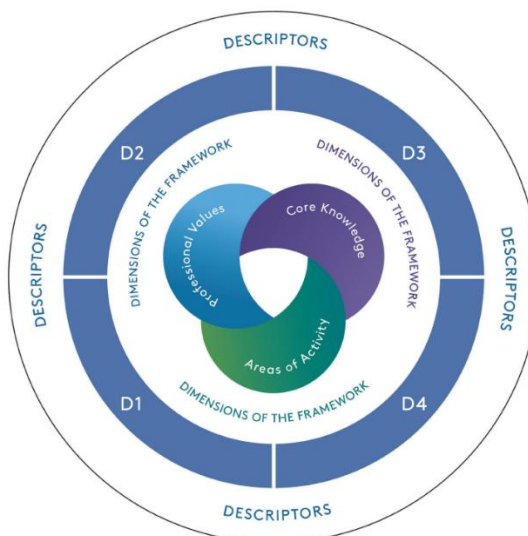 DESCRIPTORS
D2
D3
DIMENSIONS OF THE FRAMEWORK
DIMENSIONS OF THE FRAMEWORK
Professional Values
Core Knowledge
DESCRIPTORS
DESCRIPTORS
Areas of Activity
DIMENSIONS OF THE FRAMEWORK
D1
D4
DESCRIPTORS